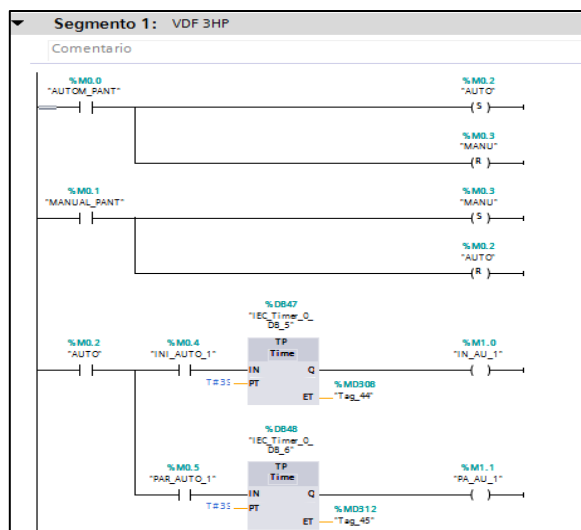 Segmento 1: VDF 3HP
Comentario
%M0.0
"AUTOM_PANT"
%M0.2
"AUTO"
S
%M0.3
"MANU"
R
%M0.1
"MANUAL_PANT"
%M0.3
"MANU"
S
%M0.2
"AUTO"
R
%DB47
"IEC_Timer_0_
DB_5"
%M0.2
"AUTO"
%M0.4
"INI_AUTO_1"
TP
Time
IN
Q
T#3S
PT
ET
%MD308
"Tag_44"
%M1.0
"IN_AU_1"
%DB48
"IEC_Timer_0_
DB_6"
%M0.5
"PAR_AUTO_1"
TP
Time
IN
Q
T#3S
PT
ET
%MD312
"Tag_45"
%M1.1
"PA_AU_1"